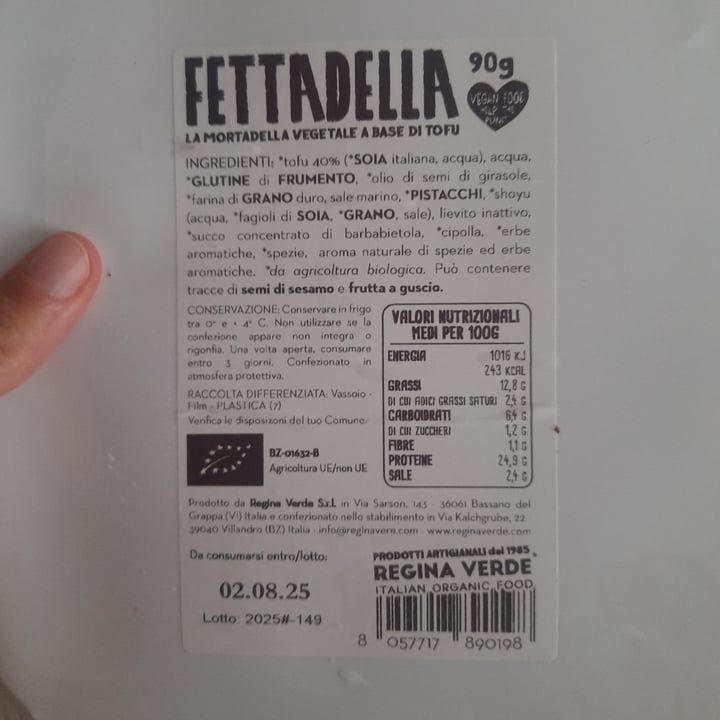 FETTADELLA 90g
VEGAN FOOD
HELP THE
PLANET
LA MORTADELLA VEGETALE A BASE DI TOFU
INGREDIENTI: *tofu 40% (*SOIA italiana, acqua), acqua,
*GLUTINE di FRUMENTO, *olio di semi di girasole,
*farina di GRANO duro, sale marino, *PISTACCHI, *shoyu
(acqua, *fagioli di SOIA, *GRANO, sale), lievito inattivo,
*succo concentrato di barbabietola, *cipolla, *erbe
aromatiche, *spezie, aroma naturale di spezie ed erbe
aromatiche. *da agricoltura biologica. Può contenere
tracce di semi di sesamo e frutta a guscio.
CONSERVAZIONE: Conservare in frigo
tra 0° e + 4° C. Non utilizzare se la
confezione appare non integra o
rigonfia. Una volta aperta, consumare
entro 3 giorni. Confezionato in
atmosfera protettiva.
RACCOLTA DIFFERENZIATA: Vassoio -
Film - PLASTICA (7)
Verifica le disposizoni del tuo Comune.
BZ-01632-B
Agricoltura UE/non UE
VALORI NUTRIZIONALI
MEDI PER 100G
ENERGIA 1016 KJ
243 KCAL
GRASSI 12,8 G
DI CUI ACIDI GRASSI SATURI 2,4 G
CARBOIDRATI 6,4 G
DI CUI ZUCCHERI 1,2 G
FIBRE 1,1 G
PROTEINE 24,9 G
SALE 2,4 G
Prodotto da Regina Verde S.r.l. in Via Sarson, 143 - 36061 Bassano del
Grappa (VI) Italia e confezionato nello stabilimento in Via Kalchgrube, 22 -
39040 Villandro (BZ) Italia info@reginavere.com www.reginaverde.com
Da consumarsi entro/lotto:
02.08.25
Lotto: 2025#-149
PRODOTTI ARTIGIANALI dal 1985
REGINA VERDE
ITALIAN ORGANIC FOOD
8 057717 890198